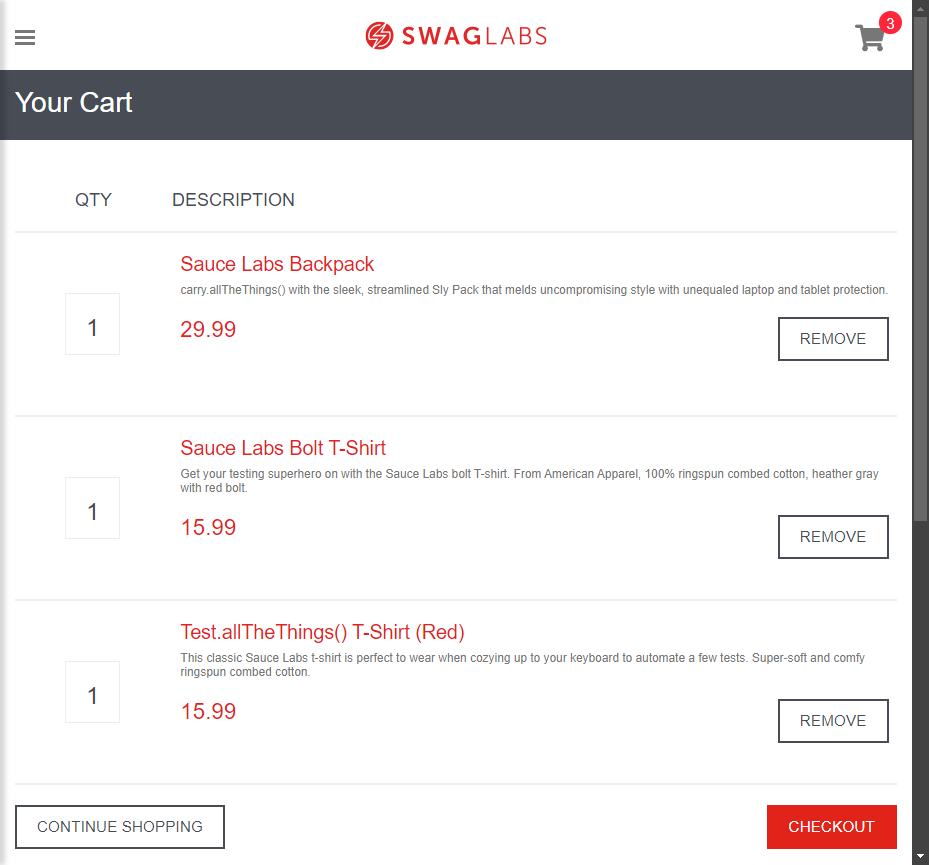 SWAGLABS
3
Your Cart
QTY DESCRIPTION
Sauce Labs Backpack
carry.allTheThings() with the sleek, streamlined Sly Pack that melds uncompromising style with unequaled laptop and tablet protection.
1
29.99
REMOVE
Sauce Labs Bolt T-Shirt
Get your testing superhero on with the Sauce Labs bolt T-shirt. From American Apparel, 100% ringspun combed cotton, heather gray
with red bolt.
1
15.99
REMOVE
Test.allTheThings() T-Shirt (Red)
This classic Sauce Labs t-shirt is perfect to wear when cozying up to your keyboard to automate a few tests. Super-soft and comfy
ringspun combed cotton.
1
15.99
REMOVE
CONTINUE SHOPPING
CHECKOUT